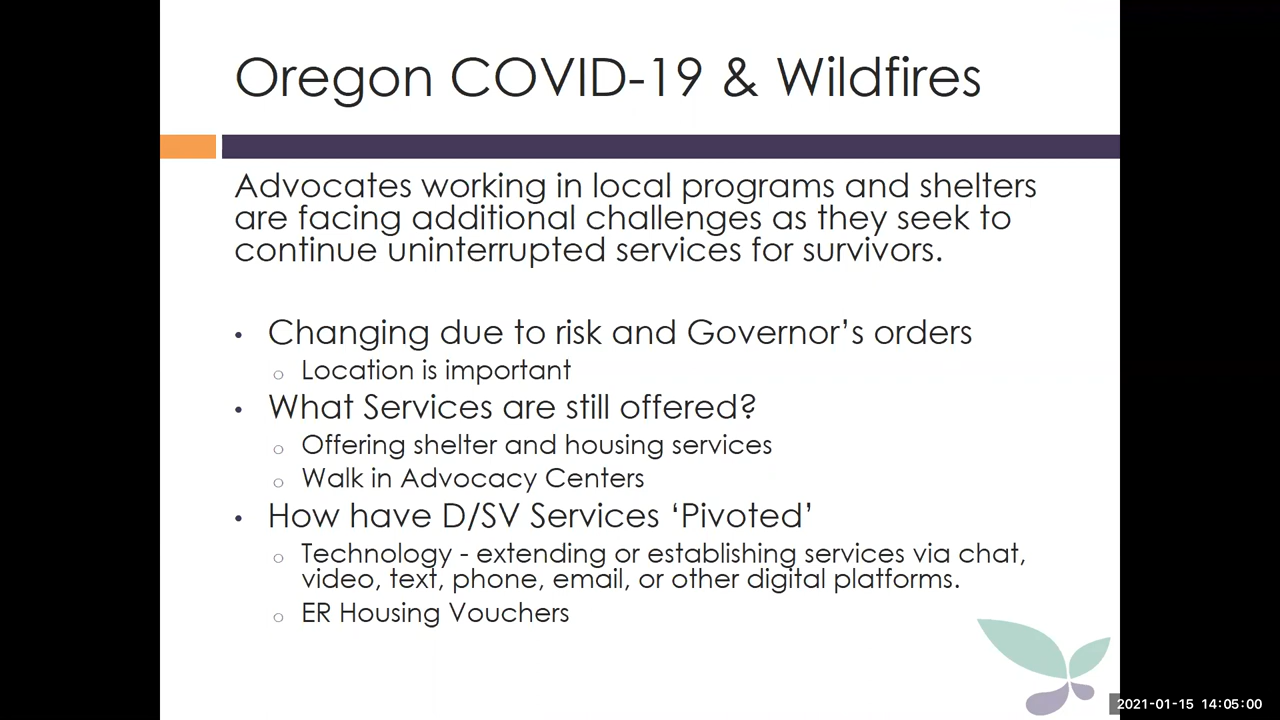 Oregon COVID-19 & Wildfires
Advocates working in local programs and shelters
are facing additional challenges as they seek to
continue uninterrupted services for survivors.
• Changing due to risk and Governor’s orders
○ Location is important
• What Services are still offered?
○ Offering shelter and housing services
○ Walk in Advocacy Centers
• How have D/SV Services ‘Pivoted’
○ Technology - extending or establishing services via chat,
video, text, phone, email, or other digital platforms.
○ ER Housing Vouchers
2021-01-15 14:05:00